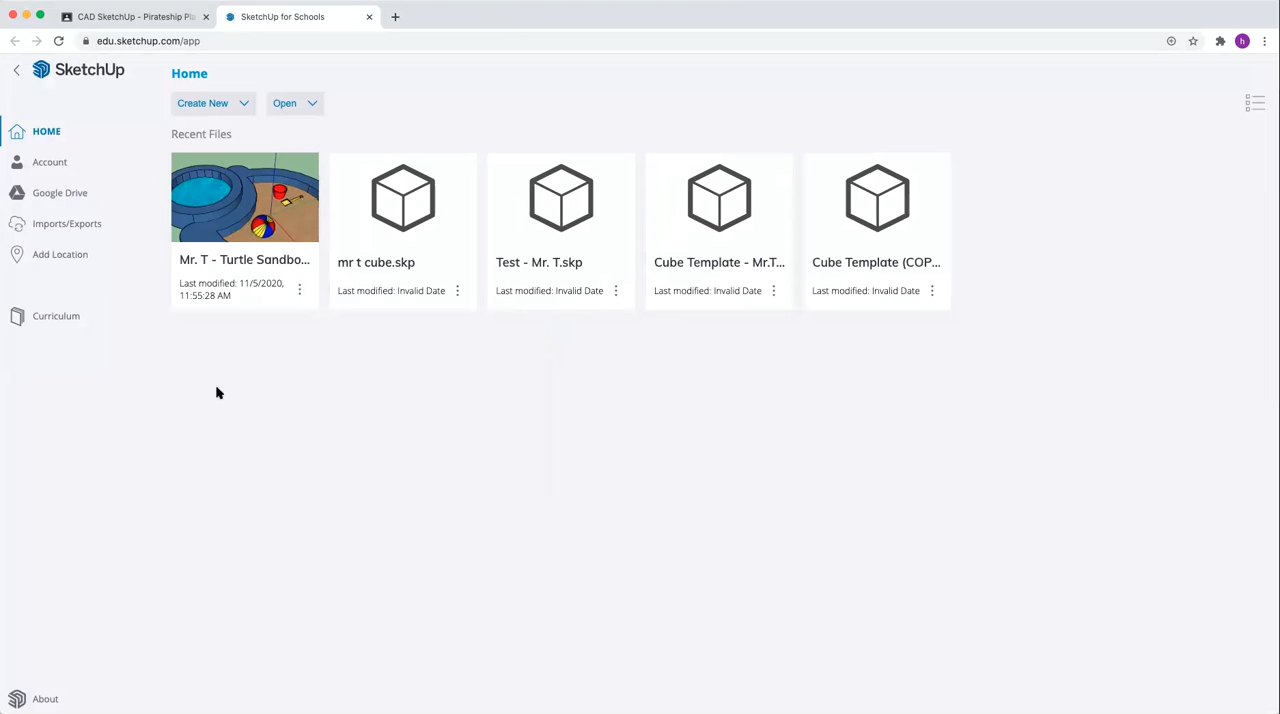 CAD SketchUp - Pirateship Pla
SketchUp for Schools
edu.sketchup.com/app
h
SketchUp
Home
Create New
Open
Recent Files
HOME
Account
Google Drive
Imports/Exports
Add Location
Curriculum
Mr. T - Turtle Sandbo...
Last modified: 11/5/2020,
11:55:28 AM
mr t cube.skp
Last modified: Invalid Date
Test - Mr. T.skp
Last modified: Invalid Date
Cube Template - Mr.T...
Last modified: Invalid Date
Cube Template (COP...
Last modified: Invalid Date
About